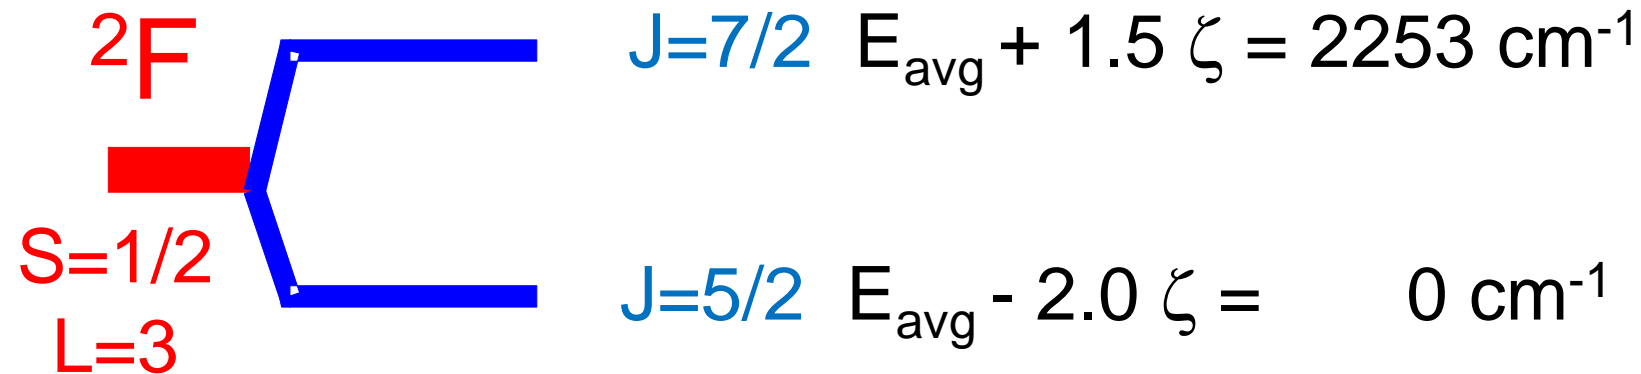 ²F J=7/2 E_avg + 1.5 ζ = 2253 cm⁻¹
S=1/2
L=3
J=5/2 E_avg - 2.0 ζ = 0 cm⁻¹